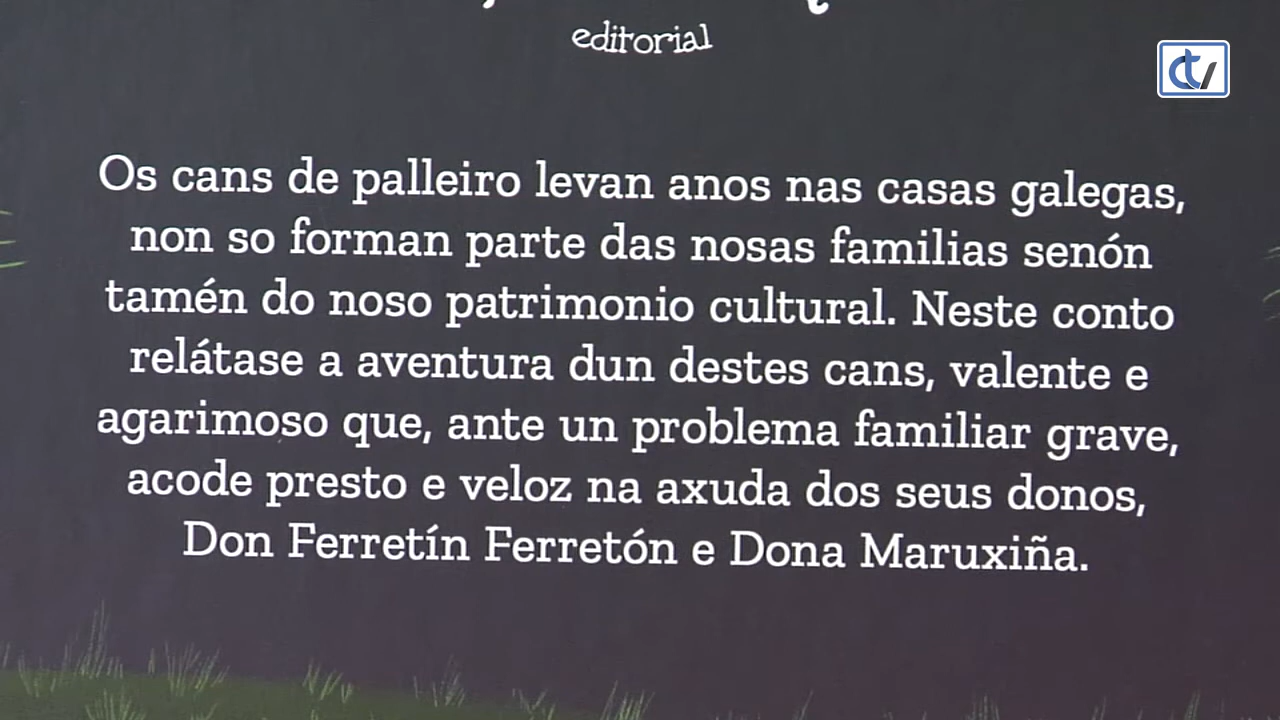 editorial
Os cans de palleiro levan anos nas casas galegas,
non so forman parte das nosas familias senón
tamén do noso patrimonio cultural. Neste conto
relátase a aventura dun destes cans, valente e
agarimoso que, ante un problema familiar grave,
acode presto e veloz na axuda dos seus donos,
Don Ferretín Ferretón e Dona Maruxiña.